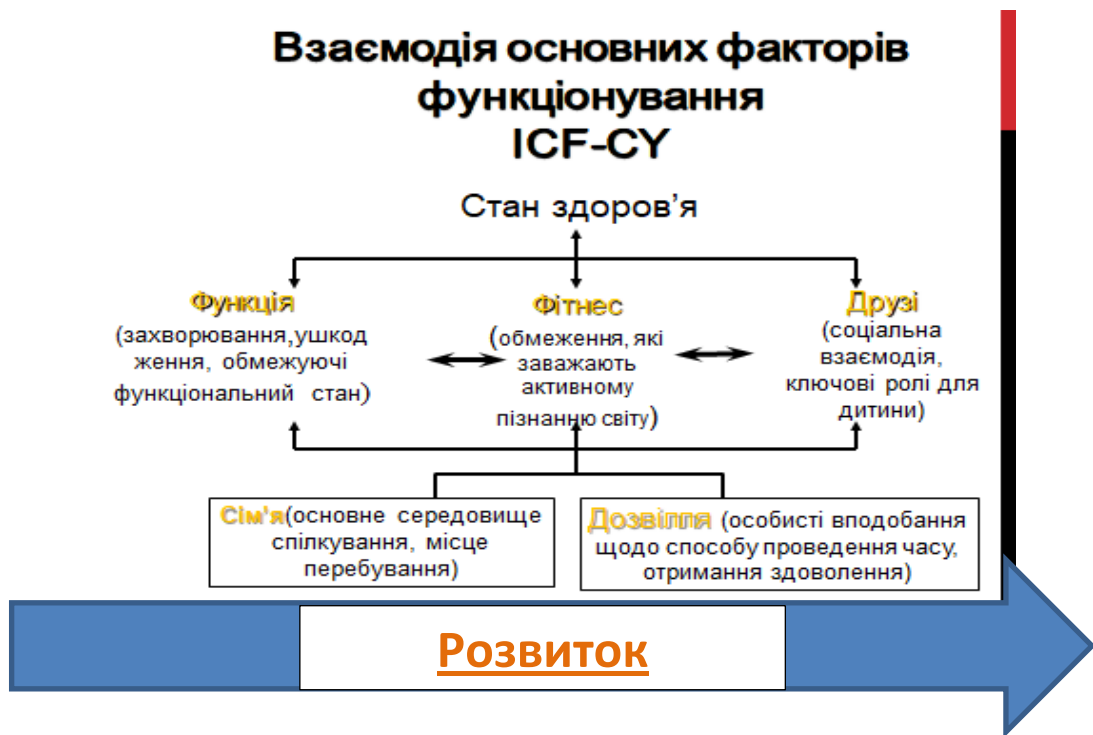 Взаємодія основних факторів
функціонування
ICF-CY
Стан здоров’я
Функція
(захворювання,ушкод
ження, обмежуючі
функціональний стан)
Фітнес
(обмеження, які
заважають
активному
пізнанню світу)
Друзі
(соціальна
взаємодія,
ключові ролі для
дитини)
Сім’я(основне середовище
спілкування, місце
перебування)
Дозвілля (особисті вподобання
щодо способу проведення часу,
отримання здоволення)
Розвиток